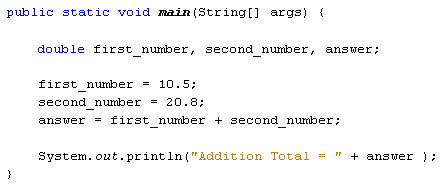 public static void main(String[] args) {
double first_number, second_number, answer;
first_number = 10.5;
second_number = 20.8;
answer = first_number + second_number;
System.out.println("Addition Total = " + answer );
}